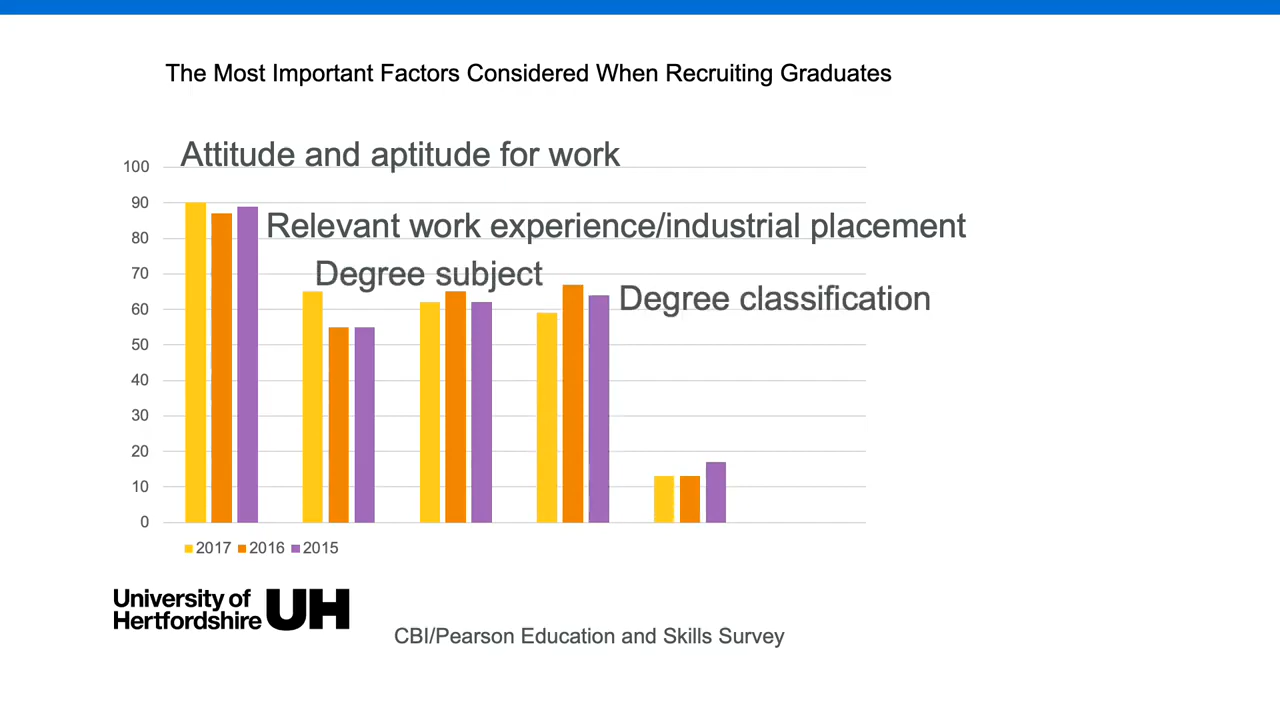 The Most Important Factors Considered When Recruiting Graduates
Attitude and aptitude for work
100
90
Relevant work experience/industrial placement
80
Degree subject
70
Degree classification
60
50
40
30
20
10
0
2017 2016 2015
University of
Hertfordshire UH
CBI/Pearson Education and Skills Survey